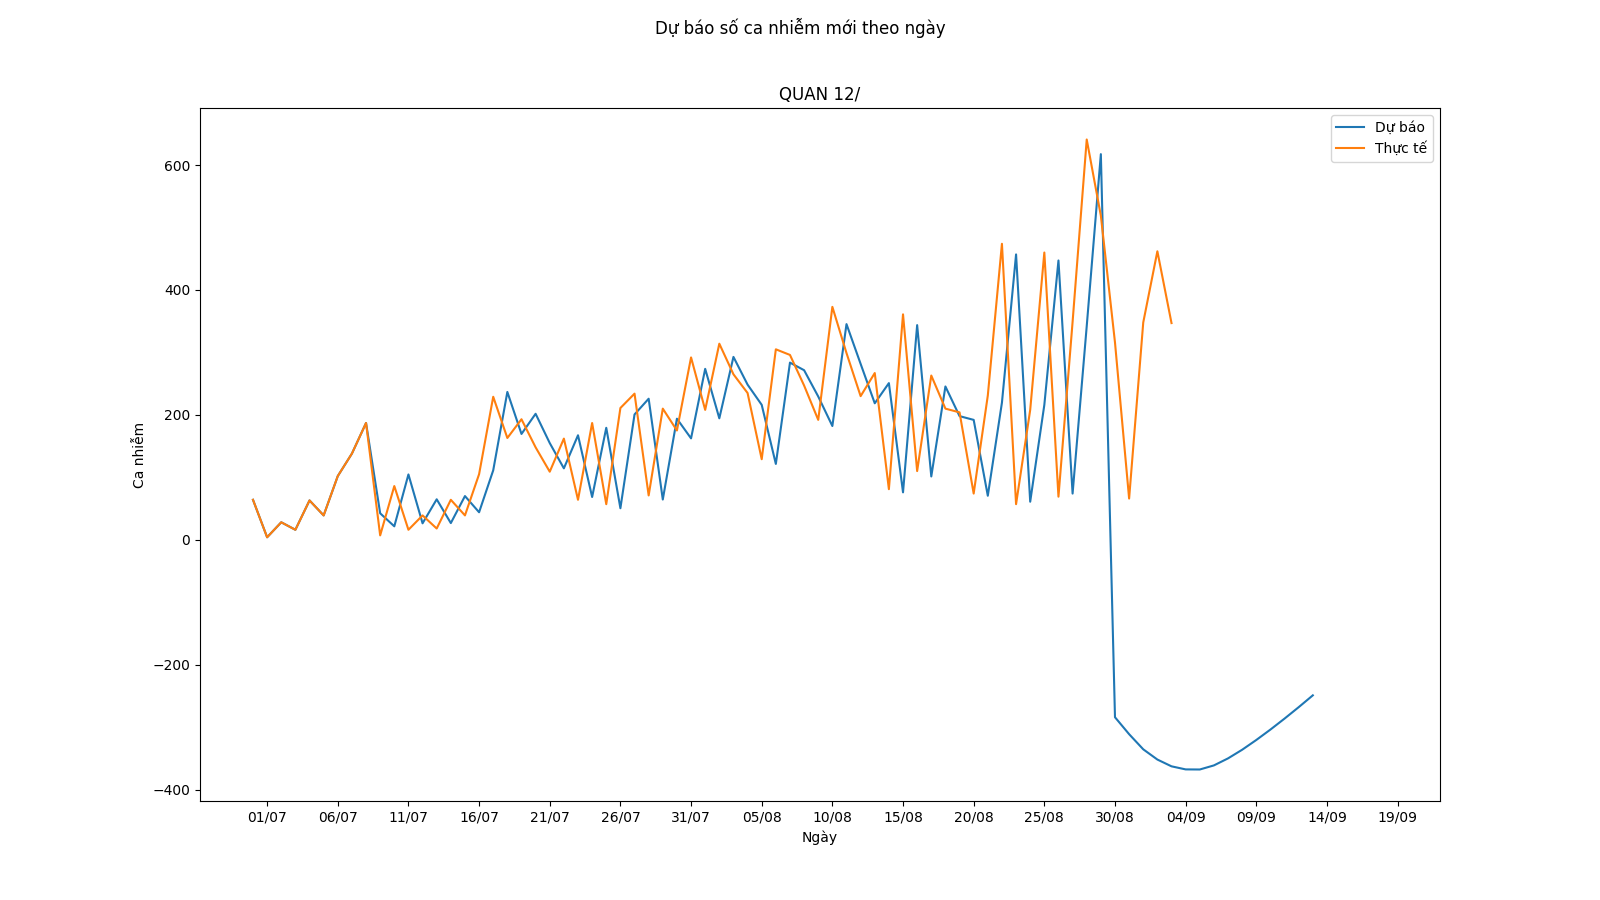 Dự báo số ca nhiễm mới theo ngày
QUAN 12/
Dự báo
Thực tế
Ca nhiễm
600
400
200
0
−200
−400
01/07 06/07 11/07 16/07 21/07 26/07 31/07 05/08 10/08 15/08 20/08 25/08 30/08 04/09 09/09 14/09 19/09
Ngày